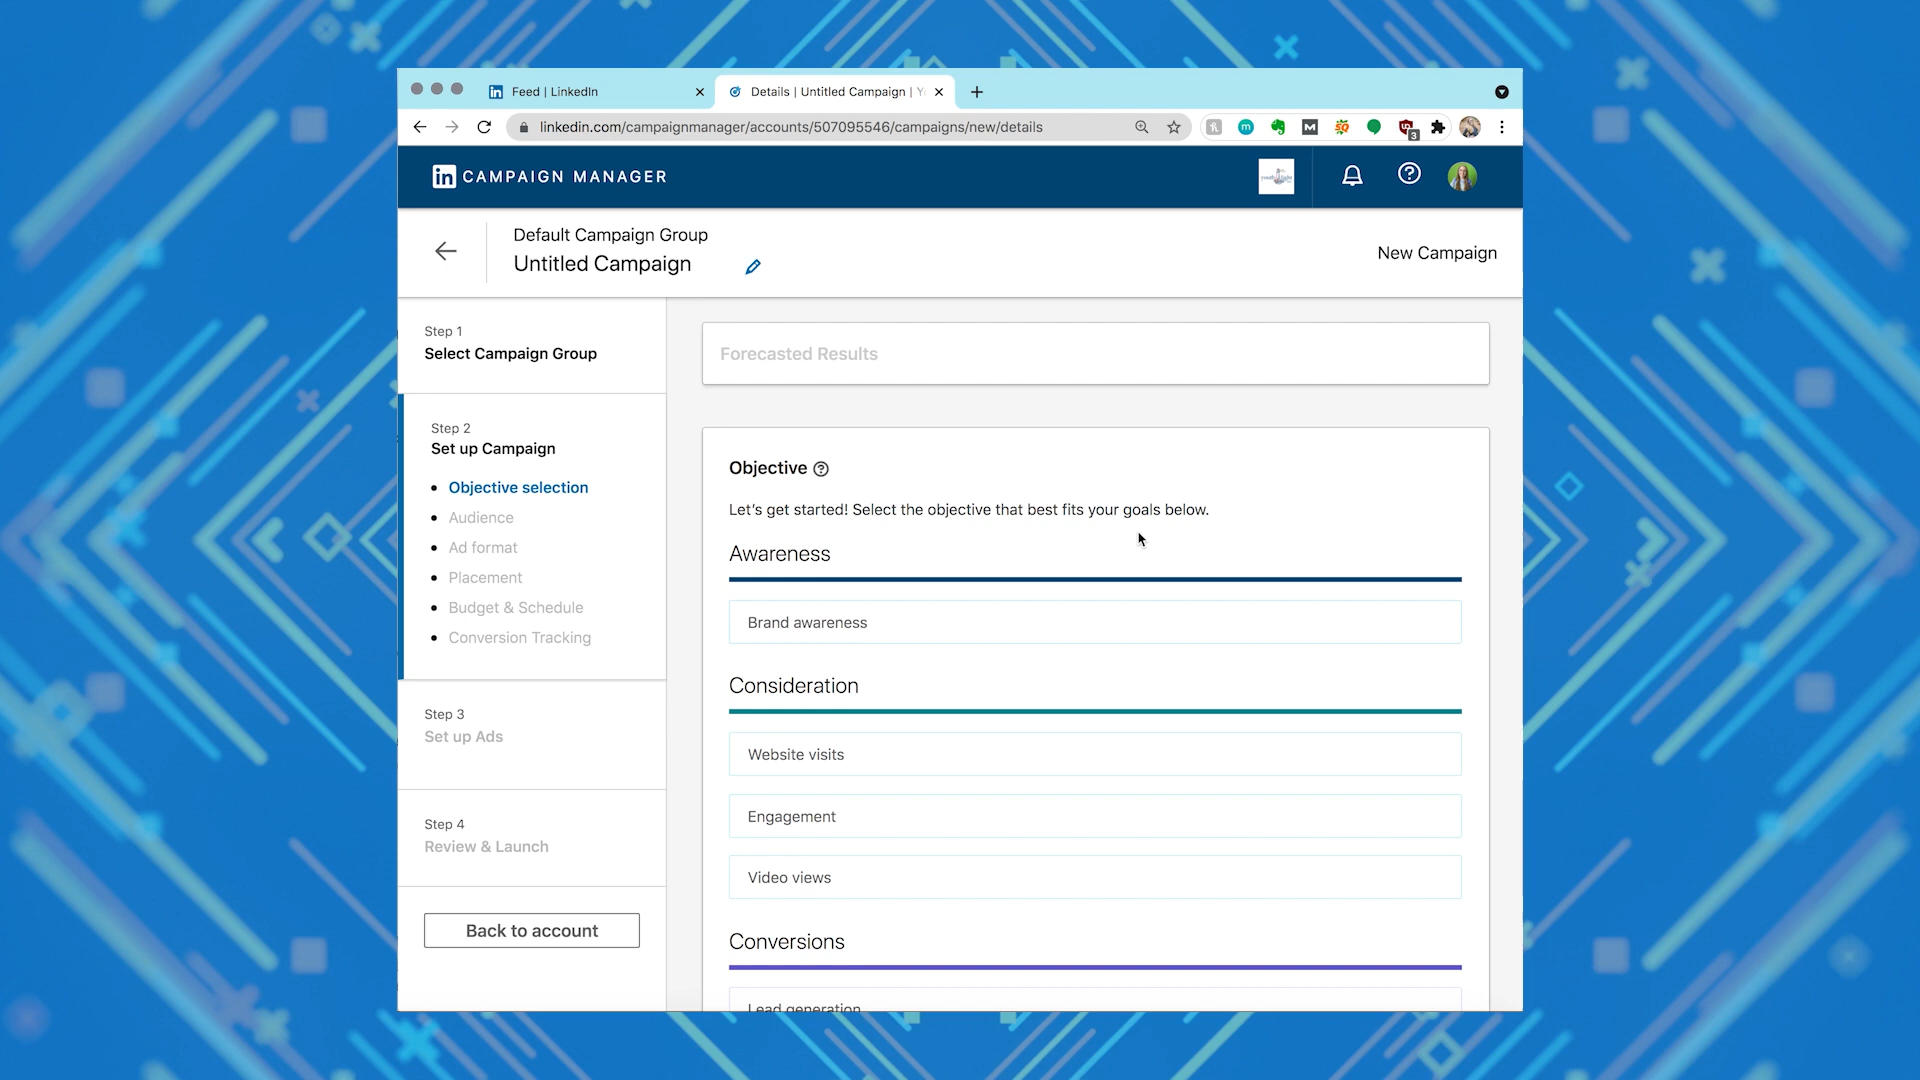 Feed | LinkedIn
Details | Untitled Campaign |
linkedin.com/campaignmanager/accounts/507095546/campaigns/new/details
in CAMPAIGN MANAGER
Default Campaign Group
Untitled Campaign
New Campaign
Step 1
Select Campaign Group
Step 2
Set up Campaign
Objective selection
Audience
Ad format
Placement
Budget & Schedule
Conversion Tracking
Step 3
Set up Ads
Step 4
Review & Launch
Back to account
Forecasted Results
Objective
Let's get started! Select the objective that best fits your goals below.
Awareness
Brand awareness
Consideration
Website visits
Engagement
Video views
Conversions
Lead generation